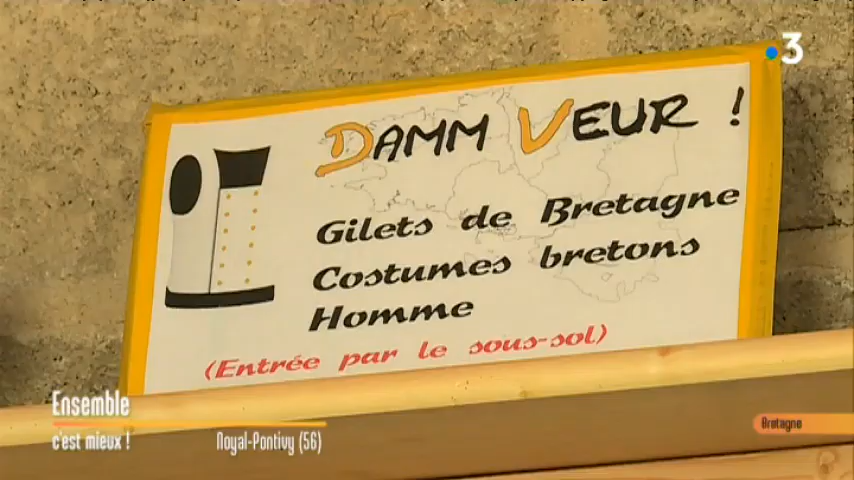 3
DAMM VEUR !
Gilets de Bretagne
Costumes bretons
Homme
(Entrée par le sous-sol)
Ensemble
c'est mieux !
Noyal-Pontivy (56)
Bretagne